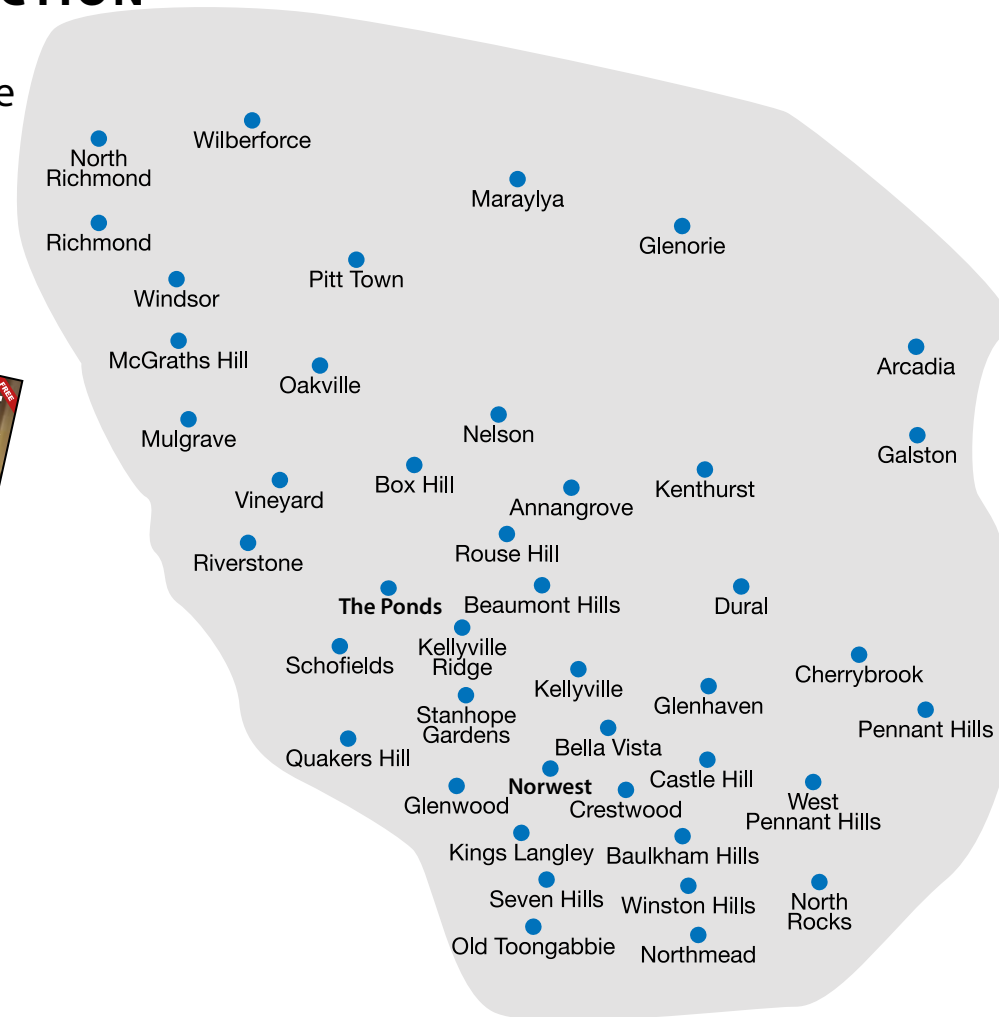 e
Wilberforce
North
Richmond
Maraylya
Richmond
Glenorie
Pitt Town
Windsor
McGraths Hill
Arcadia
Oakville
FREE
Nelson
Mulgrave
Galston
Box Hill
Kenthurst
Vineyard
Annangrove
Rouse Hill
Riverstone
The Ponds
Beaumont Hills
Dural
Kellyville
Ridge
Schofields
Cherrybrook
Kellyville
Glenhaven
Stanhope
Gardens
Pennant Hills
Bella Vista
Quakers Hill
Castle Hill
Norwest
Glenwood
Crestwood
West
Pennant Hills
Kings Langley
Baulkham Hills
Seven Hills
Winston Hills
North
Rocks
Old Toongabbie
Northmead